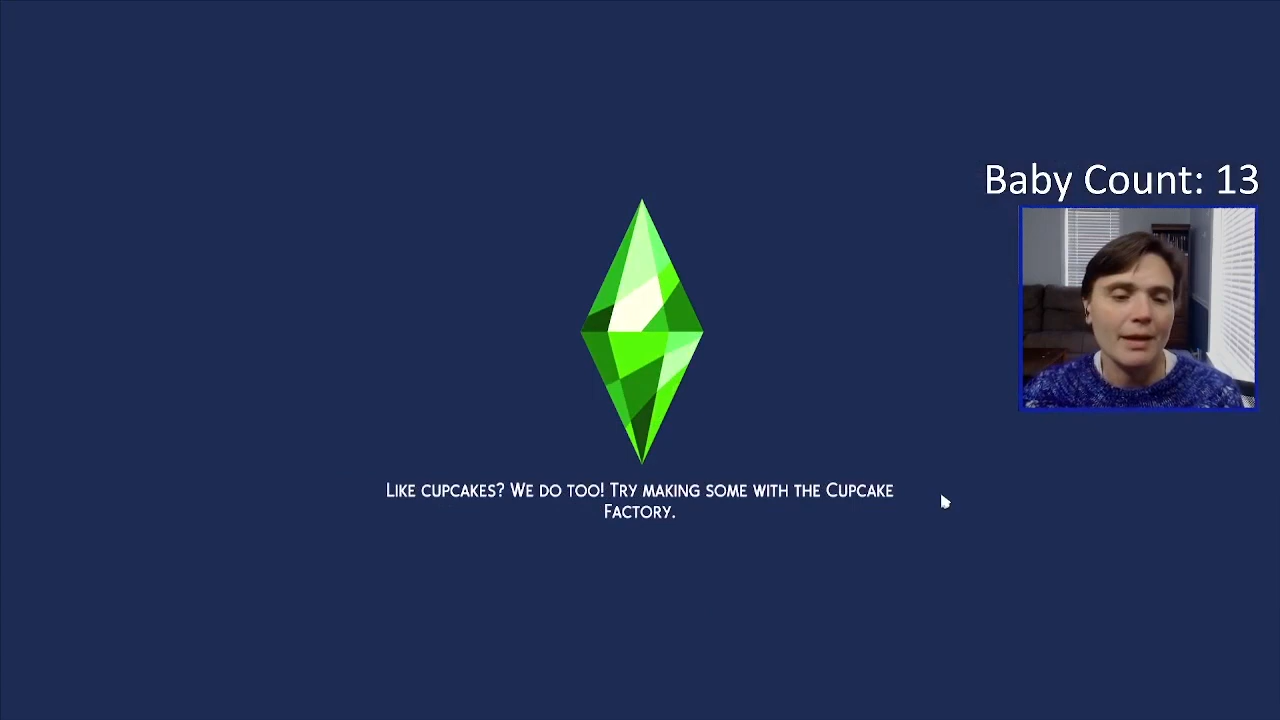 Baby Count: 13
Like cupcakes? We do too! Try making some with the Cupcake
Factory.